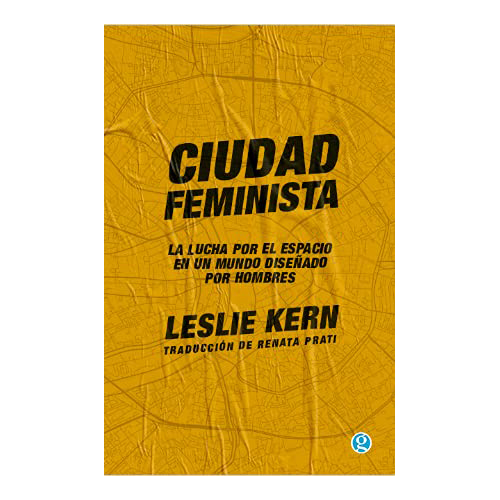 CIUDAD
FEMINISTA
LA LUCHA POR EL ESPACIO
EN UN MUNDO DISEÑADO
POR HOMBRES
LESLIE KERN
TRADUCCIÓN DE RENATA PRATI
g